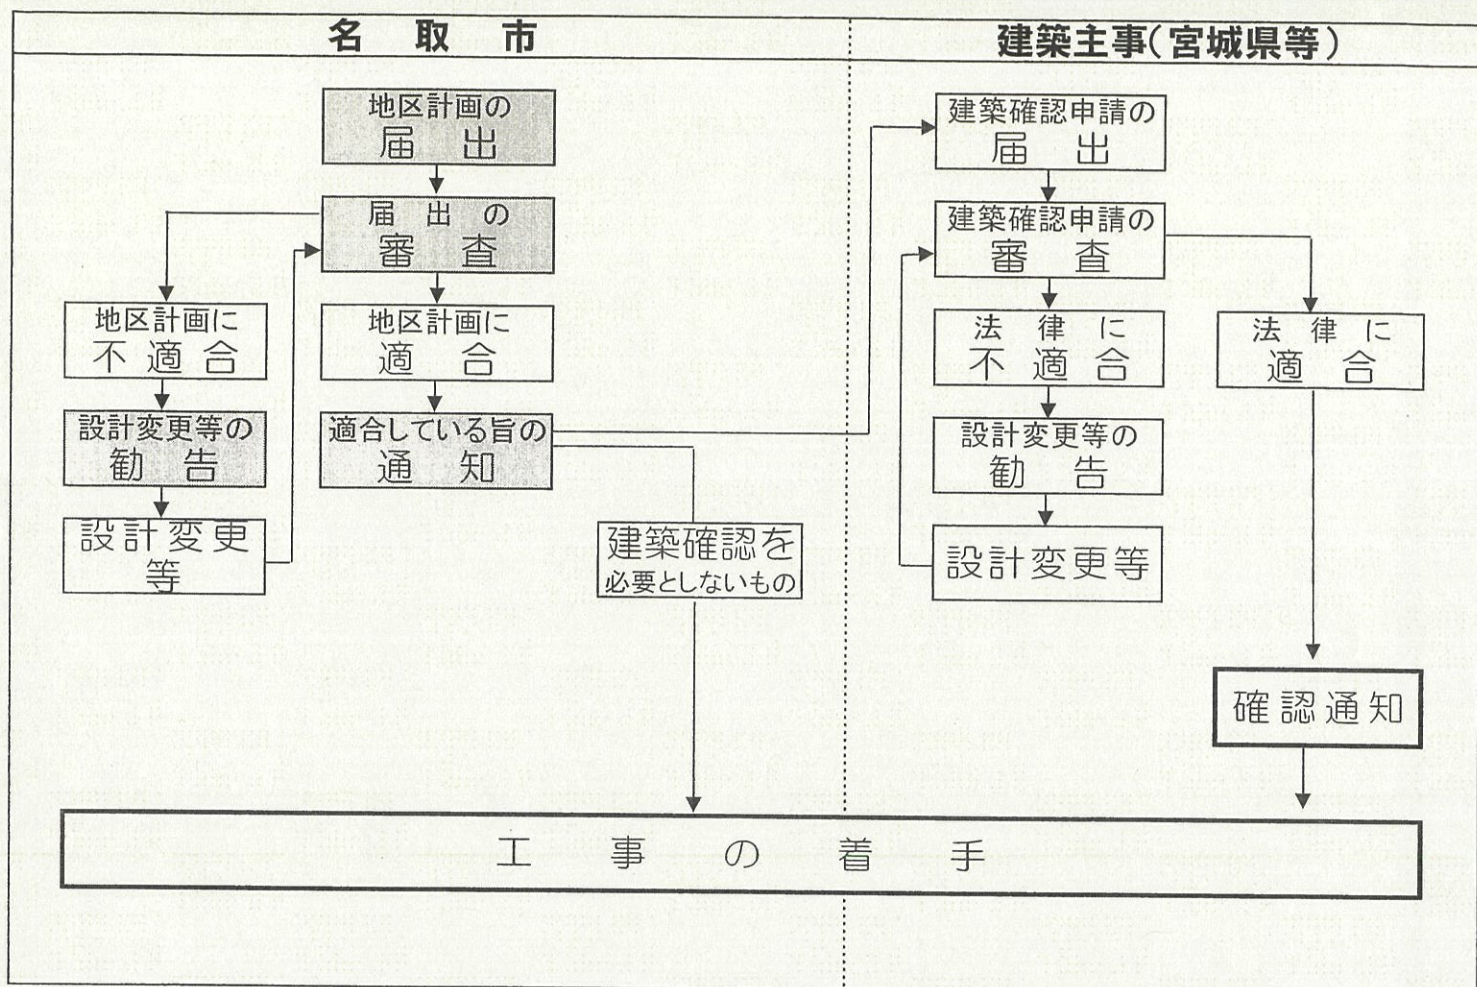 名取市
建築主事(宮城県等)
地区計画の
届出
届出の
審査
地区計画に
不適合
地区計画に
適合
設計変更等の
勧告
適合している旨の
通知
設計変更
等
建築確認を
必要としないもの
建築確認申請の
届出
建築確認申請の
審査
法律に
不適合
法律に
適合
設計変更等の
勧告
設計変更等
確認通知
工事の着手